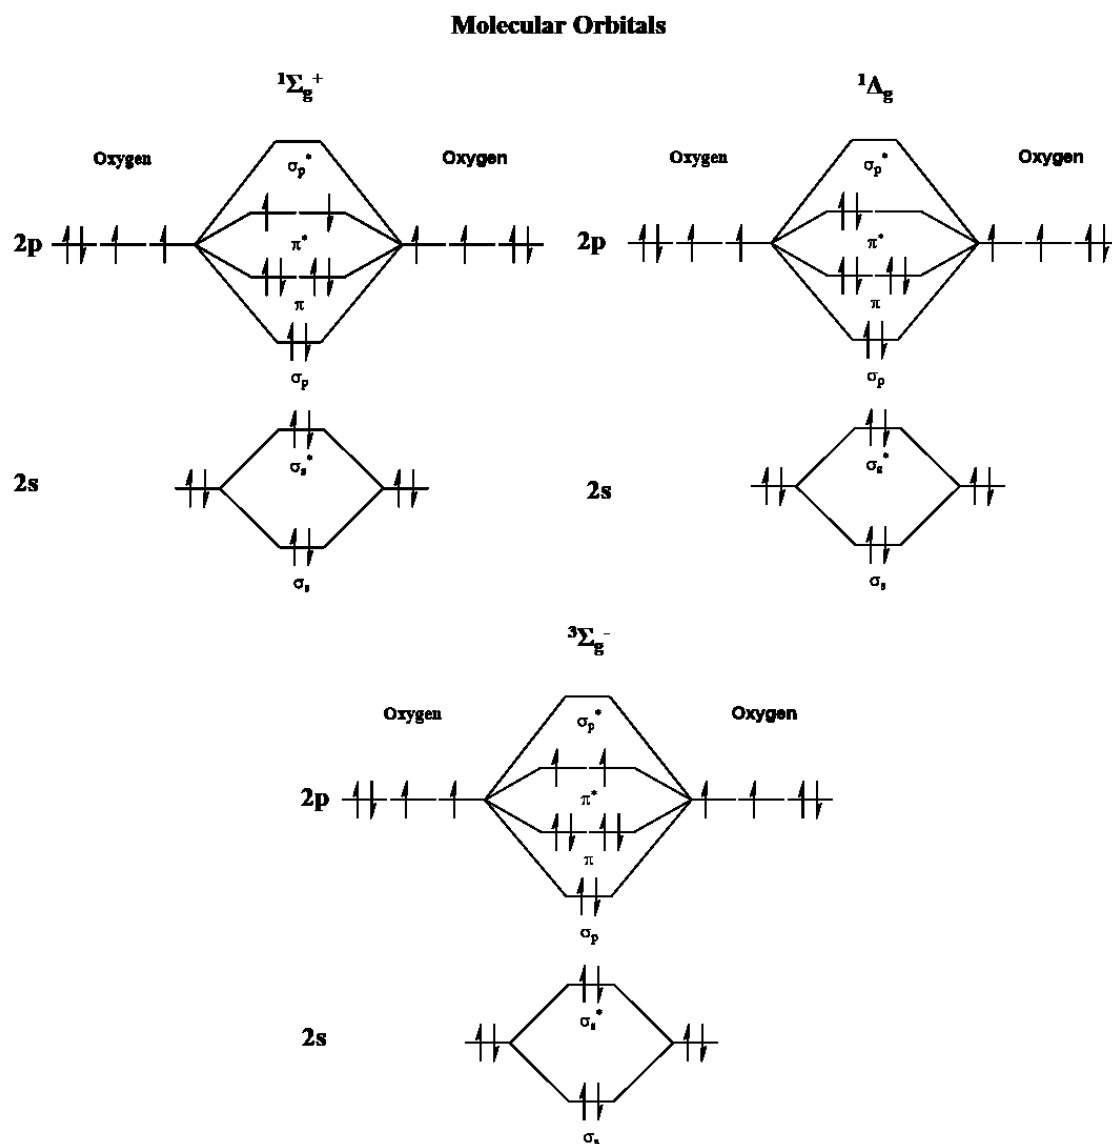 Molecular Orbitals
¹Σg⁺
Oxygen
Oxygen
σp*
2p
π*
π
σp
σs*
2s
σs
¹Δg
Oxygen
Oxygen
σp*
2p
π*
π
σp
σs*
2s
σs
³Σg⁻
Oxygen
Oxygen
σp*
2p
π*
π
σp
σs*
2s
σs